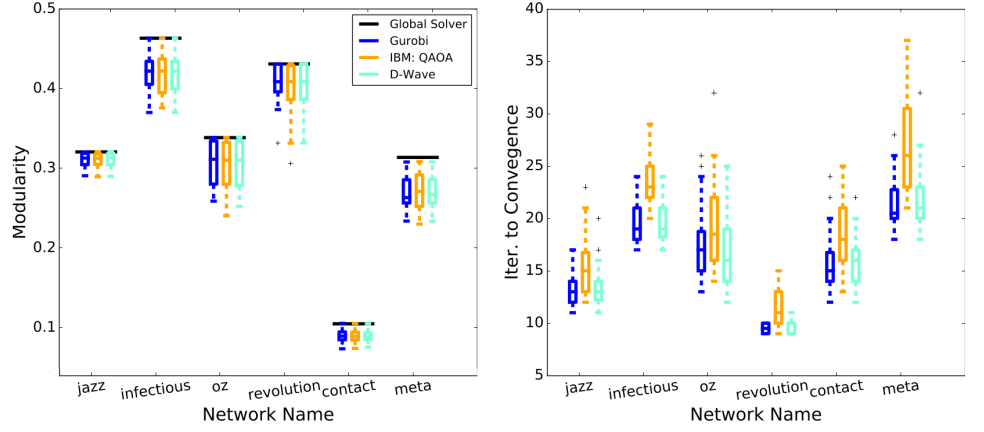 0.5
0.4
0.3
0.2
0.1
Modularity
Global Solver
Gurobi
IBM: QAOA
D-Wave
jazz
infectious
oz
revolution
contact
meta
Network Name
40
35
30
25
20
15
10
5
Iter. to Convegence
jazz
infectious
oz
revolution
contact
meta
Network Name